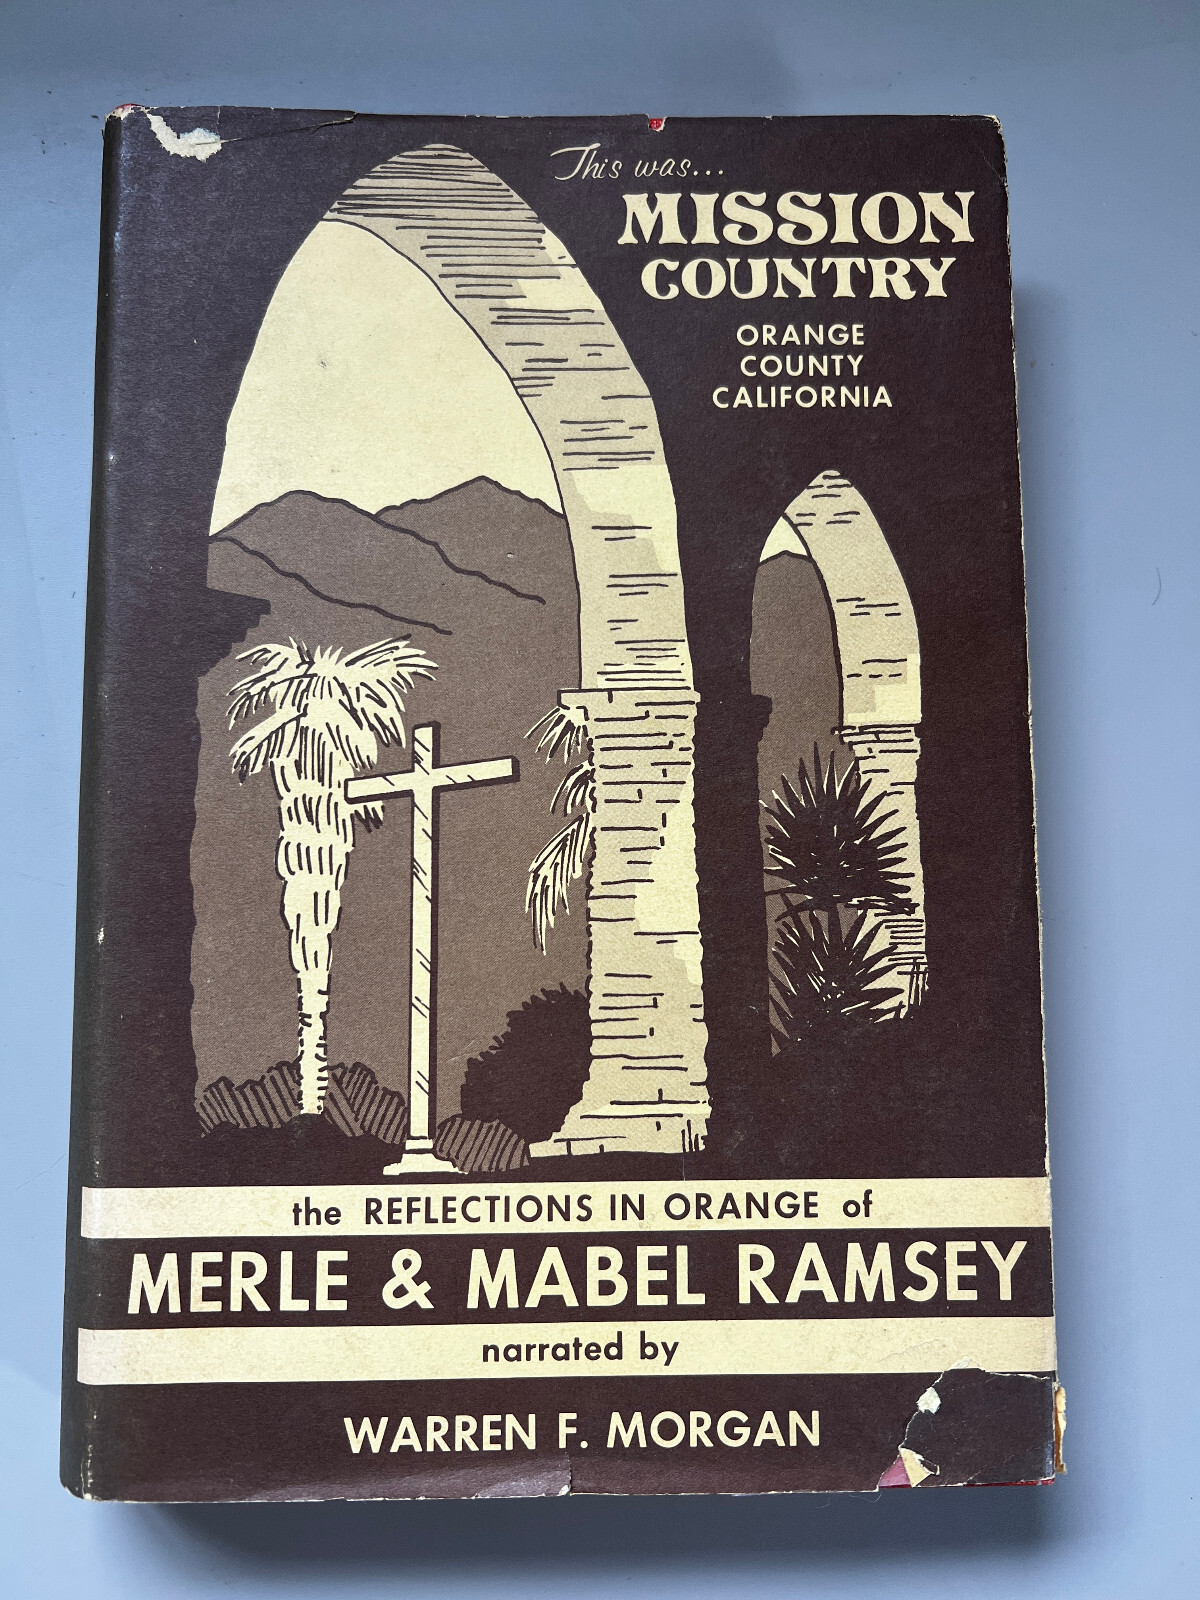 This was...
MISSION
COUNTRY
ORANGE
COUNTY
CALIFORNIA
the REFLECTIONS IN ORANGE of
MERLE & MABEL RAMSEY
narrated by
WARREN F. MORGAN